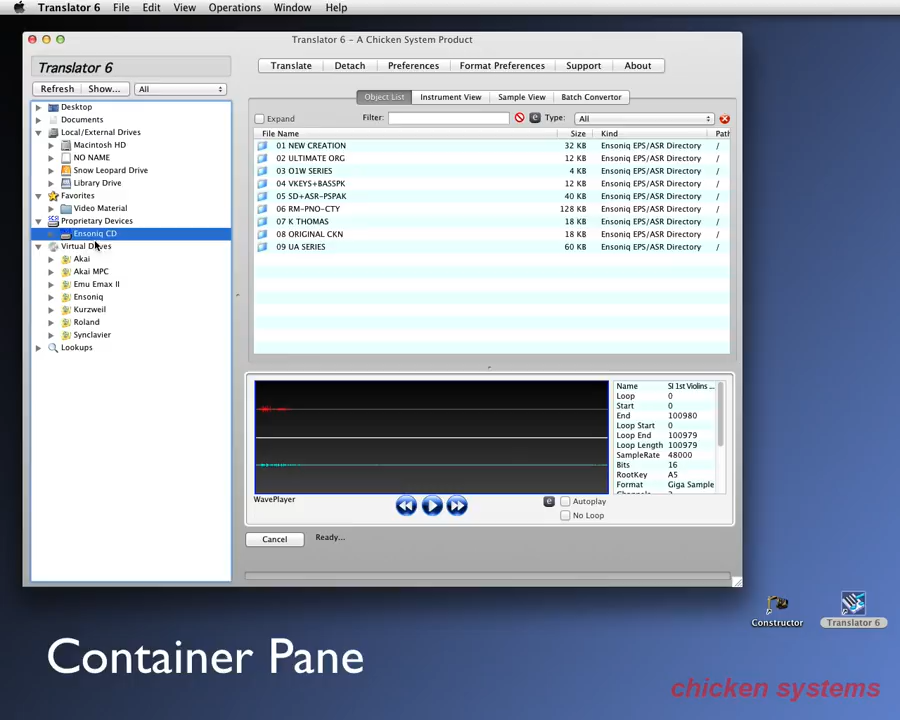 Translator 6 File Edit View Operations Window Help
Translator 6 - A Chicken System Product
Translator 6
Translate Detach Preferences Format Preferences Support About
Refresh Show... All
Object List Instrument View Sample View Batch Convertor
Expand Filter: e Type: All
File Name Size Kind Path
01 NEW CREATION 32 KB Ensoniq EPS/ASR Directory /
02 ULTIMATE ORG 12 KB Ensoniq EPS/ASR Directory /
03 O1W SERIES 4 KB Ensoniq EPS/ASR Directory /
04 VKEYS+BASSPK 12 KB Ensoniq EPS/ASR Directory /
05 SD+ASR-PSPAK 40 KB Ensoniq EPS/ASR Directory /
06 RM-PNO-CTY 128 KB Ensoniq EPS/ASR Directory /
07 K THOMAS 18 KB Ensoniq EPS/ASR Directory /
08 ORIGINAL CKN 18 KB Ensoniq EPS/ASR Directory /
09 UA SERIES 60 KB Ensoniq EPS/ASR Directory /
Desktop
Documents
Local/External Drives
Macintosh HD
NO NAME
Snow Leopard Drive
Library Drive
Favorites
Video Material
Proprietary Devices
Ensoniq CD
Virtual Drives
Akai
Akai MPC
Emu Emax II
Ensoniq
Kurzweil
Roland
Synclavier
Lookups
Name SI 1st Violins ...
Loop 0
Start 0
End 100980
Loop Start 0
Loop End 100979
Loop Length 100979
SampleRate 48000
Bits 16
RootKey A5
Format Giga Sample
WavePlayer
e Autoplay
No Loop
Cancel Ready...
Constructor
Translator 6
Container Pane
chicken systems